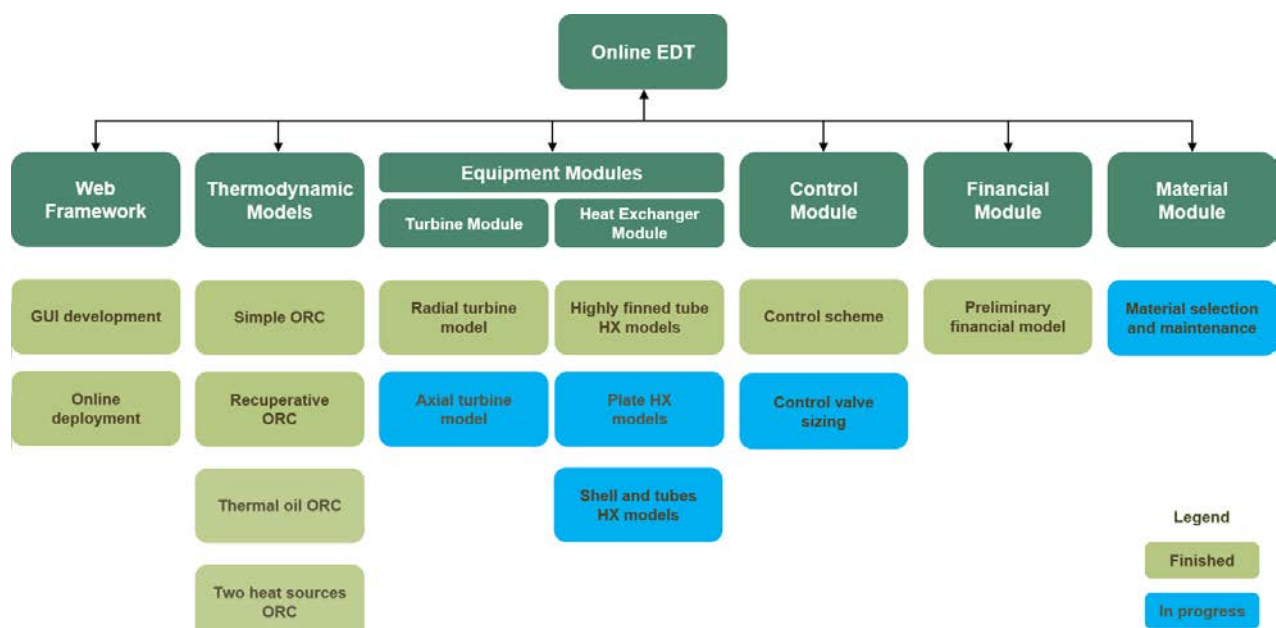 Online EDT
Web
Framework
Thermodynamic
Models
Equipment Modules
Turbine Module
Heat Exchanger
Module
Control
Module
Financial
Module
Material
Module
GUI development
Simple ORC
Radial turbine
model
Highly finned tube
HX models
Control scheme
Preliminary
financial model
Material selection
and maintenance
Online
deployment
Recuperative
ORC
Axial turbine
model
Plate HX
models
Control valve
sizing
Thermal oil ORC
Shell and tubes
HX models
Two heat sources
ORC
Legend
Finished
In progress